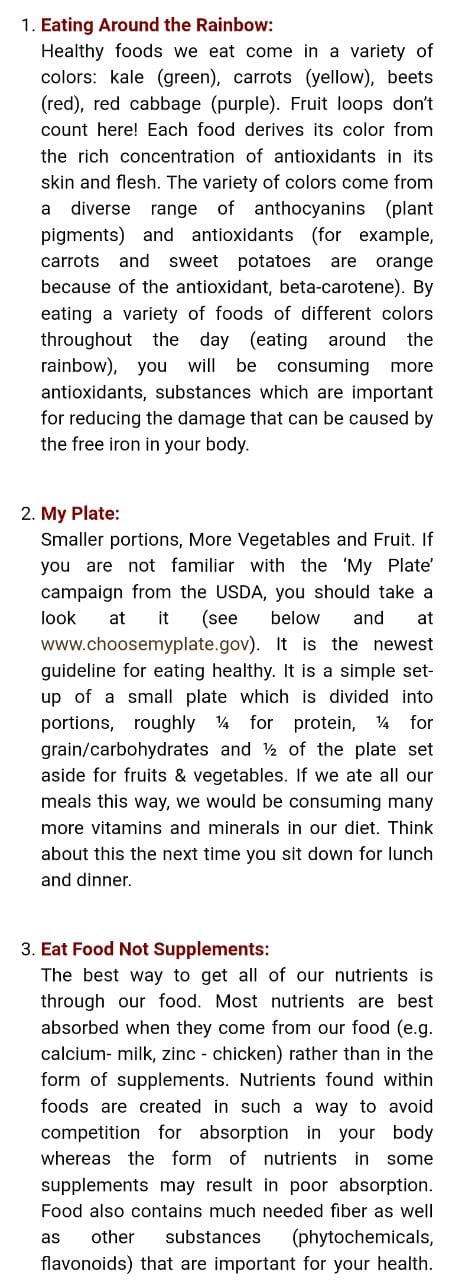 1. Eating Around the Rainbow:
Healthy foods we eat come in a variety of
colors: kale (green), carrots (yellow), beets
(red), red cabbage (purple). Fruit loops don't
count here! Each food derives its color from
the rich concentration of antioxidants in its
skin and flesh. The variety of colors come from
a diverse range of anthocyanins (plant
pigments) and antioxidants (for example,
carrots and sweet potatoes are orange
because of the antioxidant, beta-carotene). By
eating a variety of foods of different colors
throughout the day (eating around the
rainbow), you will be consuming more
antioxidants, substances which are important
for reducing the damage that can be caused by
the free iron in your body.
2. My Plate:
Smaller portions, More Vegetables and Fruit. If
you are not familiar with the 'My Plate'
campaign from the USDA, you should take a
look at it (see below and at
www.choosemyplate.gov). It is the newest
guideline for eating healthy. It is a simple set-
up of a small plate which is divided into
portions, roughly ¼ for protein, ¼ for
grain/carbohydrates and ½ of the plate set
aside for fruits & vegetables. If we ate all our
meals this way, we would be consuming many
more vitamins and minerals in our diet. Think
about this the next time you sit down for lunch
and dinner.
3. Eat Food Not Supplements:
The best way to get all of our nutrients is
through our food. Most nutrients are best
absorbed when they come from our food (e.g.
calcium- milk, zinc - chicken) rather than in the
form of supplements. Nutrients found within
foods are created in such a way to avoid
competition for absorption in your body
whereas the form of nutrients in some
supplements may result in poor absorption.
Food also contains much needed fiber as well
as other substances (phytochemicals,
flavonoids) that are important for your health.